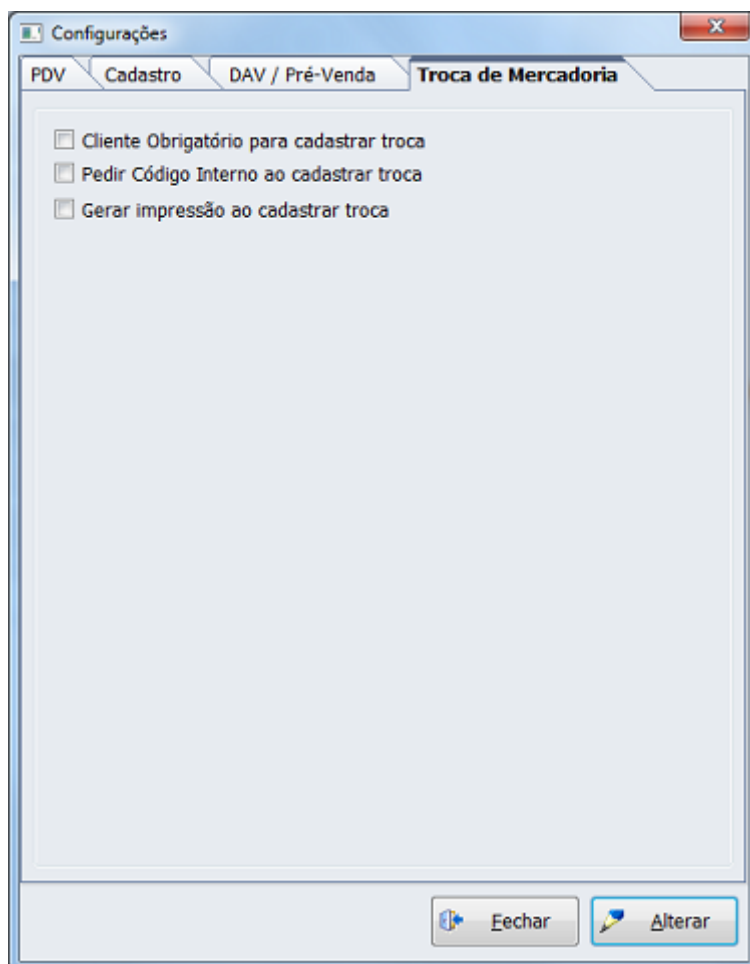 Configurações
PDV Cadastro DAV / Pré-Venda Troca de Mercadoria
Cliente Obrigatório para cadastrar troca
Pedir Código Interno ao cadastrar troca
Gerar impressão ao cadastrar troca
Fechar Alterar